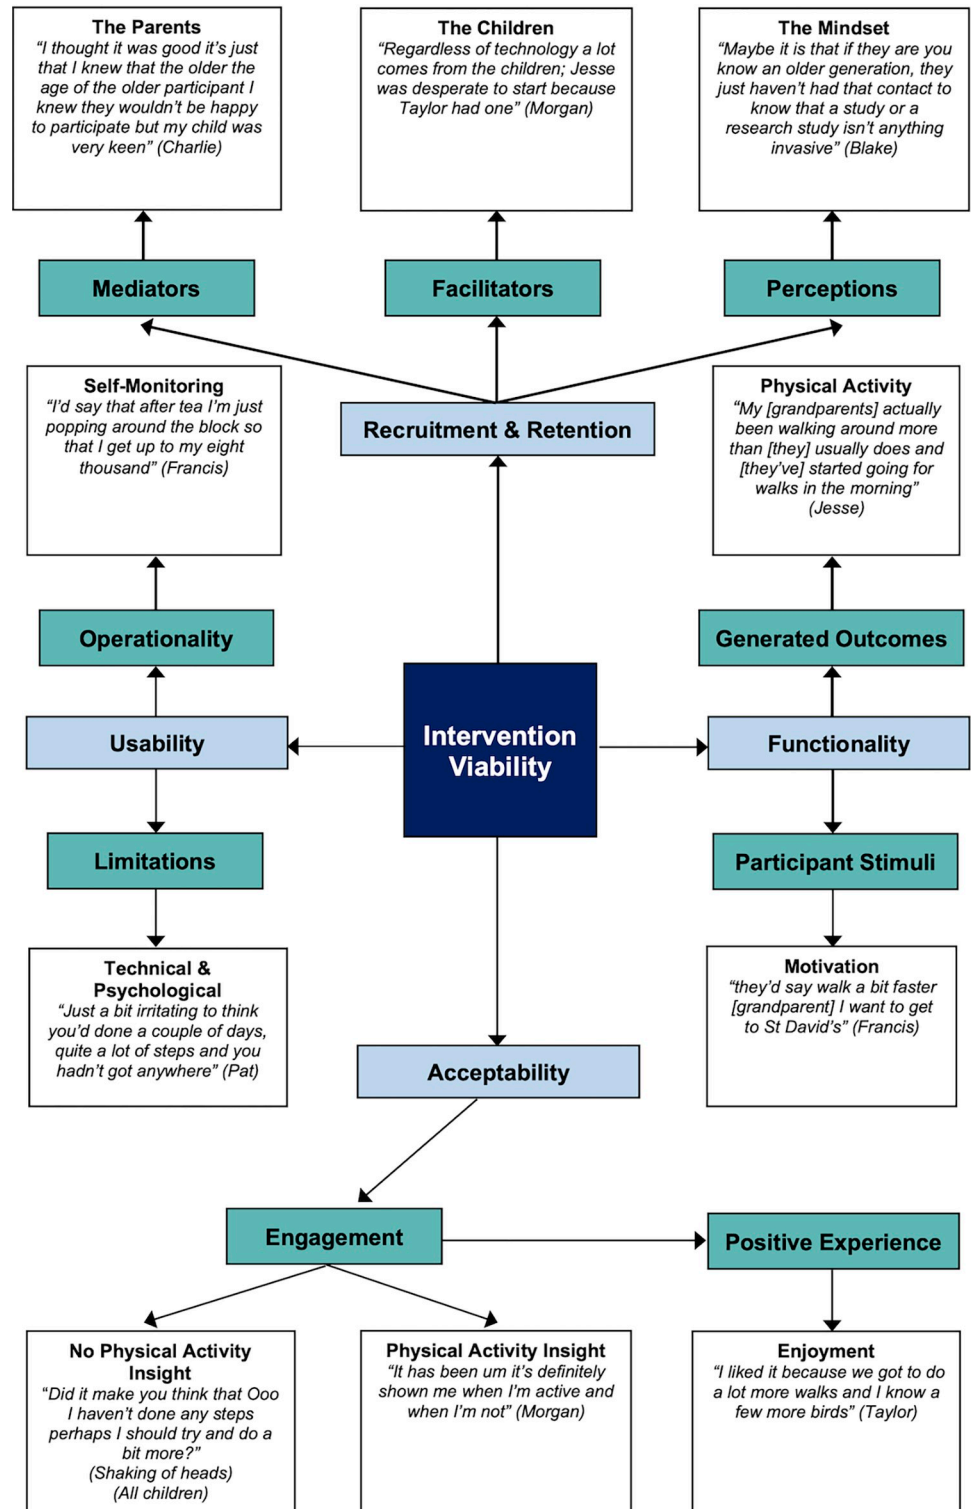 The Parents
“I thought it was good it’s just
that I knew that the older the
age of the older participant I
knew they wouldn’t be happy
to participate but my child was
very keen” (Charlie)
The Children
“Regardless of technology a lot
comes from the children; Jesse
was desperate to start because
Taylor had one” (Morgan)
The Mindset
“Maybe it is that if they are you
know an older generation, they
just haven’t had that contact to
know that a study or a
research study isn’t anything
invasive” (Blake)
Mediators
Facilitators
Perceptions
Recruitment & Retention
Self-Monitoring
“I’d say that after tea I’m just
popping around the block so
that I get up to my eight
thousand” (Francis)
Physical Activity
“My [grandparents] actually
been walking around more
than [they] usually does and
[they’ve] started going for
walks in the morning”
(Jesse)
Operationality
Generated Outcomes
Usability
Intervention
Viability
Functionality
Limitations
Participant Stimuli
Technical &
Psychological
“Just a bit irritating to think
you’d done a couple of days,
quite a lot of steps and you
hadn’t got anywhere” (Pat)
Motivation
“they’d say walk a bit faster
[grandparent] I want to get
to St David’s” (Francis)
Acceptability
Engagement
Positive Experience
No Physical Activity
Insight
“Did it make you think that Ooo
I haven’t done any steps
perhaps I should try and do a
bit more?”
(Shaking of heads)
(All children)
Physical Activity Insight
“It has been um it’s definitely
shown me when I’m active and
when I’m not” (Morgan)
Enjoyment
“I liked it because we got to do
a lot more walks and I know a
few more birds” (Taylor)